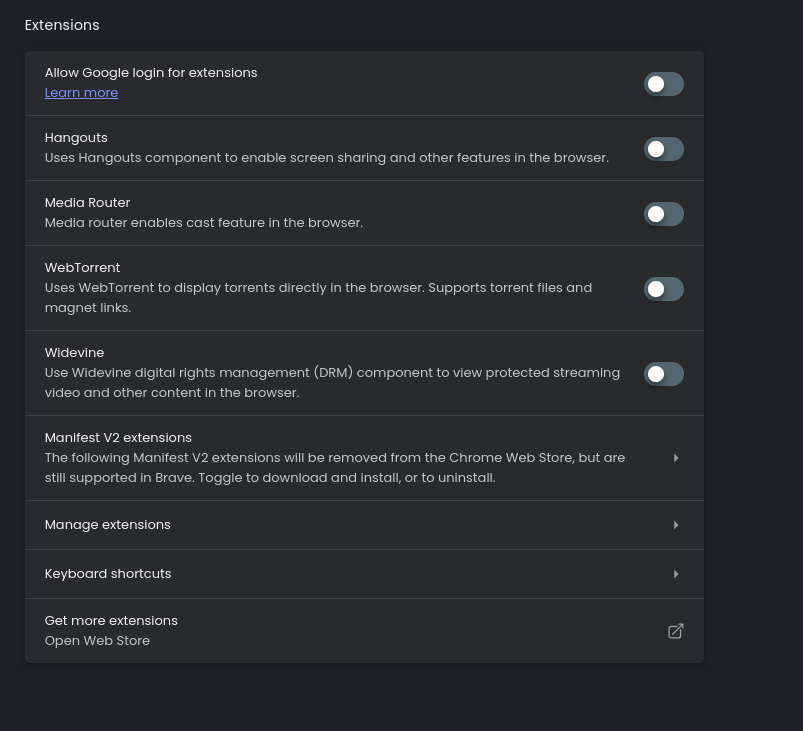 Extensions
Allow Google login for extensions
Learn more
Hangouts
Uses Hangouts component to enable screen sharing and other features in the browser.
Media Router
Media router enables cast feature in the browser.
WebTorrent
Uses WebTorrent to display torrents directly in the browser. Supports torrent files and
magnet links.
Widevine
Use Widevine digital rights management (DRM) component to view protected streaming
video and other content in the browser.
Manifest V2 extensions
The following Manifest V2 extensions will be removed from the Chrome Web Store, but are
still supported in Brave. Toggle to download and install, or to uninstall.
Manage extensions
Keyboard shortcuts
Get more extensions
Open Web Store